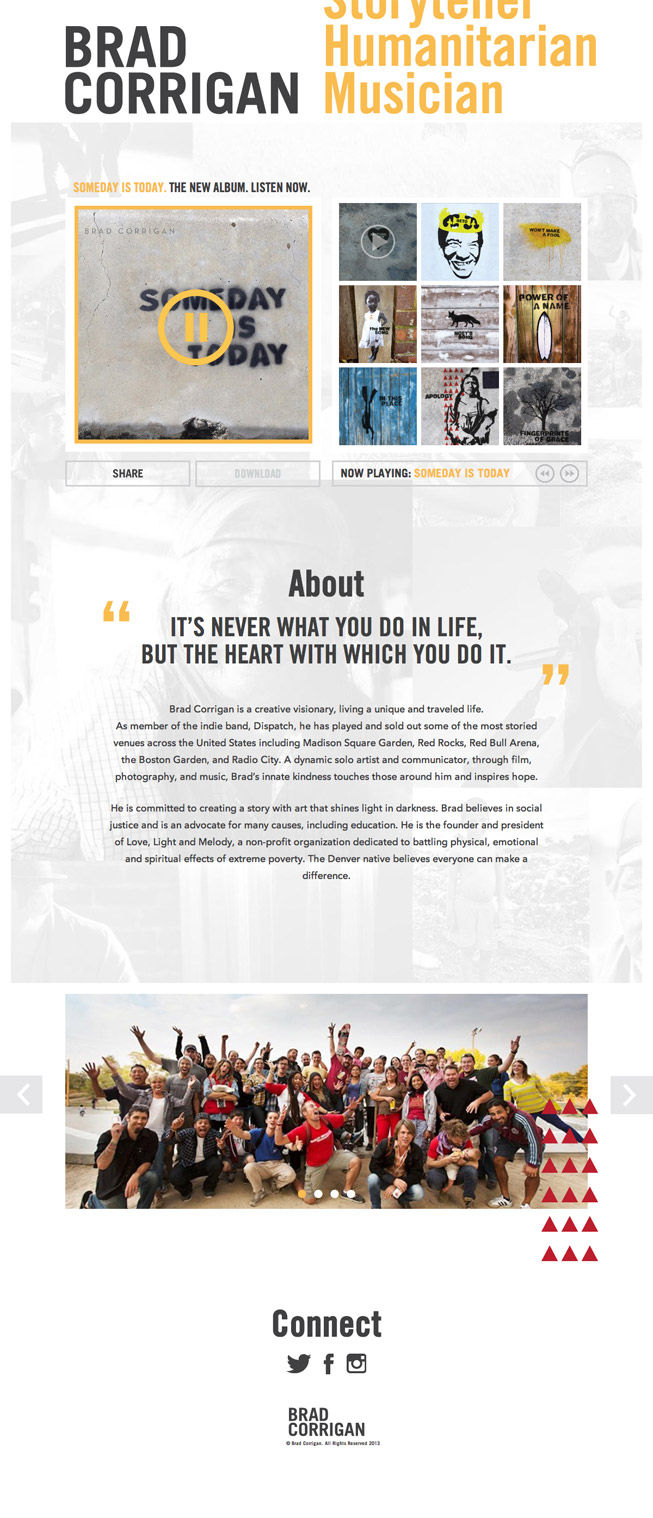 Storyteller
BRAD
CORRIGAN
Humanitarian
Musician
SOMEDAY IS TODAY. THE NEW ALBUM. LISTEN NOW.
BRAD CORRIGAN
SOMEDAY
IS
TODAY
WON'T MAKE
A FOOL
the NEW
SONG
POWER OF
A NAME
IN THIS
PLACE
APOLOGY
FINGERPRINTS
OF GRACE
SHARE
DOWNLOAD
NOW PLAYING: SOMEDAY IS TODAY
About
“ IT’S NEVER WHAT YOU DO IN LIFE,
BUT THE HEART WITH WHICH YOU DO IT. ”
Brad Corrigan is a creative visionary, living a unique and traveled life.
As member of the indie band, Dispatch, he has played and sold out some of the most storied
venues across the United States including Madison Square Garden, Red Rocks, Red Bull Arena,
the Boston Garden, and Radio City. A dynamic solo artist and communicator, through film,
photography, and music, Brad’s innate kindness touches those around him and inspires hope.
He is committed to creating a story with art that shines light in darkness. Brad believes in social
justice and is an advocate for many causes, including education. He is the founder and president
of Love, Light and Melody, a non-profit organization dedicated to battling physical, emotional
and spiritual effects of extreme poverty. The Denver native believes everyone can make a
difference.
Connect
BRAD
CORRIGAN
© Brad Corrigan. All Rights Reserved 2013